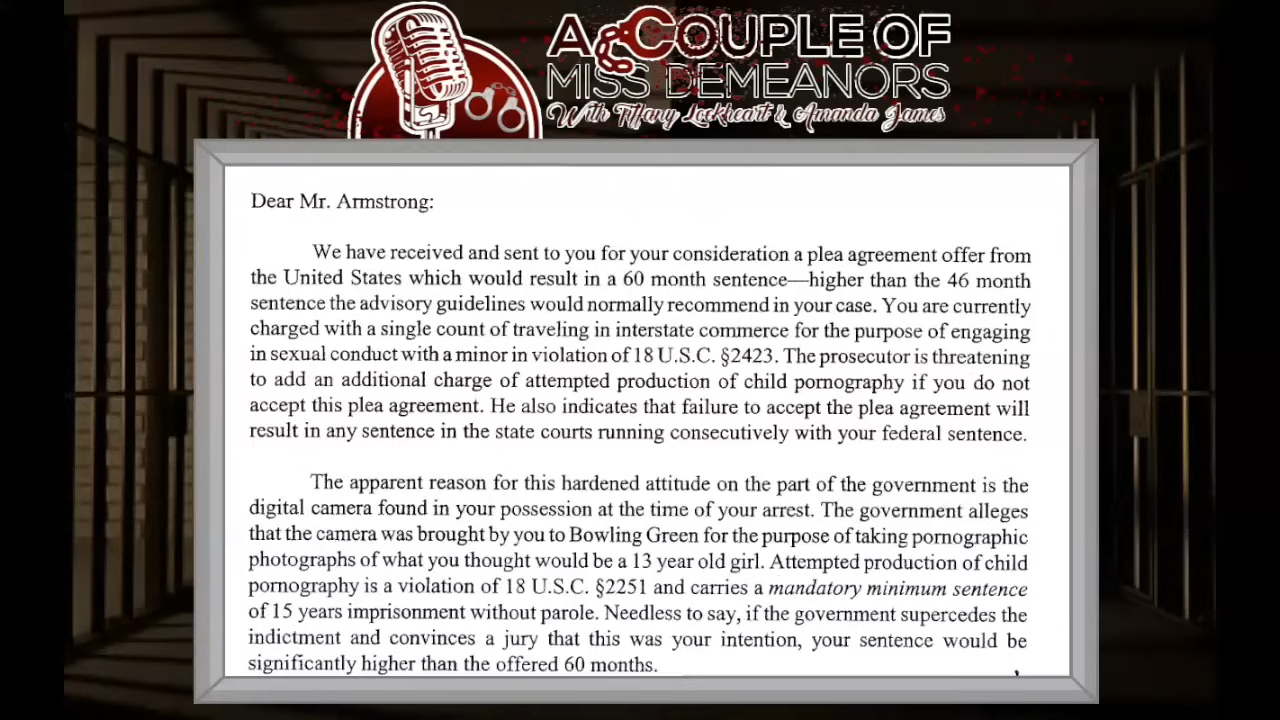 A COUPLE OF
MISS DEMEANORS
With Tiffany Lockheart & Amanda James
Dear Mr. Armstrong:
We have received and sent to you for your consideration a plea agreement offer from
the United States which would result in a 60 month sentence—higher than the 46 month
sentence the advisory guidelines would normally recommend in your case. You are currently
charged with a single count of traveling in interstate commerce for the purpose of engaging
in sexual conduct with a minor in violation of 18 U.S.C. §2423. The prosecutor is threatening
to add an additional charge of attempted production of child pornography if you do not
accept this plea agreement. He also indicates that failure to accept the plea agreement will
result in any sentence in the state courts running consecutively with your federal sentence.
The apparent reason for this hardened attitude on the part of the government is the
digital camera found in your possession at the time of your arrest. The government alleges
that the camera was brought by you to Bowling Green for the purpose of taking pornographic
photographs of what you thought would be a 13 year old girl. Attempted production of child
pornography is a violation of 18 U.S.C. §2251 and carries a mandatory minimum sentence
of 15 years imprisonment without parole. Needless to say, if the government supercedes the
indictment and convinces a jury that this was your intention, your sentence would be
significantly higher than the offered 60 months.